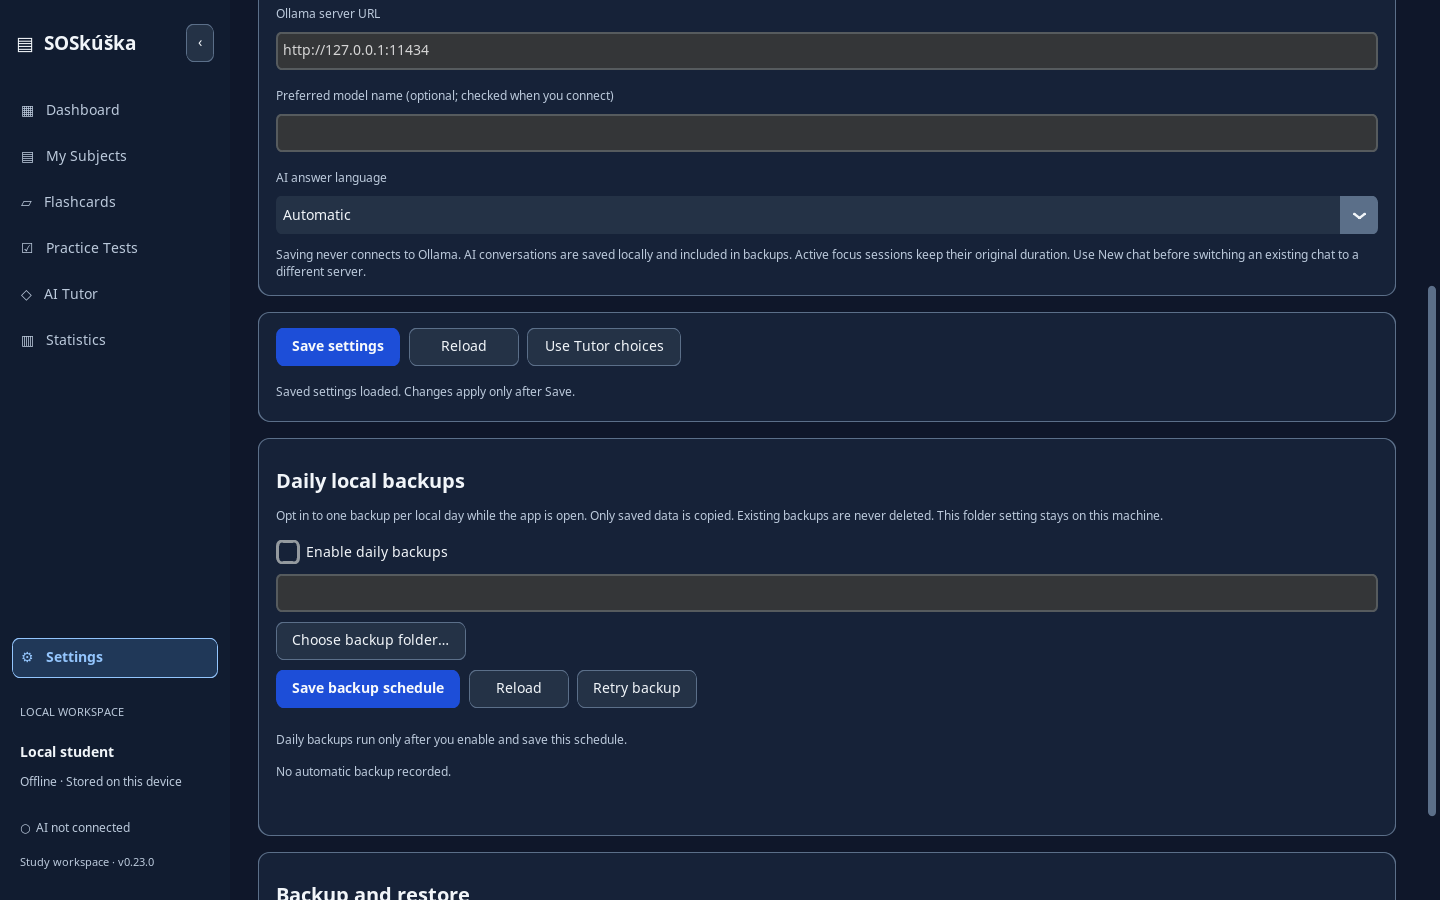 SOSkúška
Dashboard
My Subjects
Flashcards
Practice Tests
AI Tutor
Statistics
Settings
LOCAL WORKSPACE
Local student
Offline · Stored on this device
AI not connected
Study workspace · v0.23.0
Ollama server URL
http://127.0.0.1:11434
Preferred model name (optional; checked when you connect)
AI answer language
Automatic
Saving never connects to Ollama. AI conversations are saved locally and included in backups. Active focus sessions keep their original duration. Use New chat before switching an existing chat to a
different server.
Save settings
Reload
Use Tutor choices
Saved settings loaded. Changes apply only after Save.
Daily local backups
Opt in to one backup per local day while the app is open. Only saved data is copied. Existing backups are never deleted. This folder setting stays on this machine.
Enable daily backups
Choose backup folder...
Save backup schedule
Reload
Retry backup
Daily backups run only after you enable and save this schedule.
No automatic backup recorded.
Backup and restore